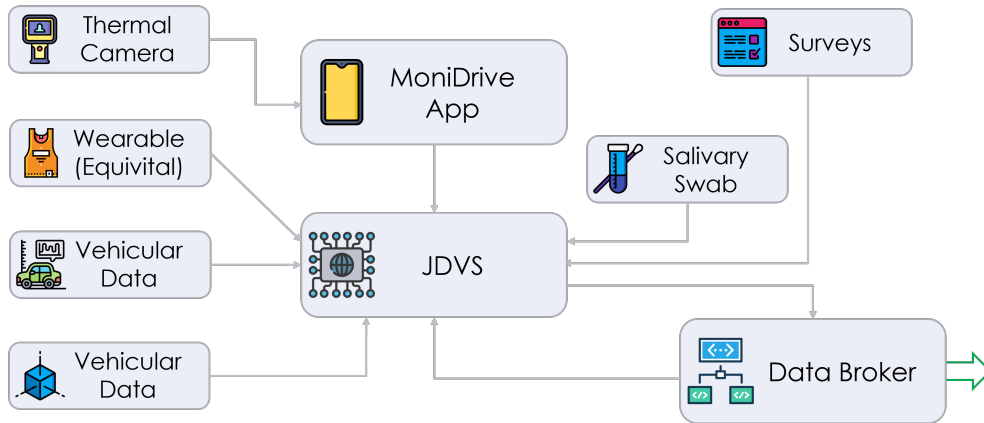 Thermal
Camera
MoniDrive
App
Surveys
Wearable
(Equivital)
Salivary
Swab
Vehicular
Data
JDVS
Vehicular
Data
Data Broker